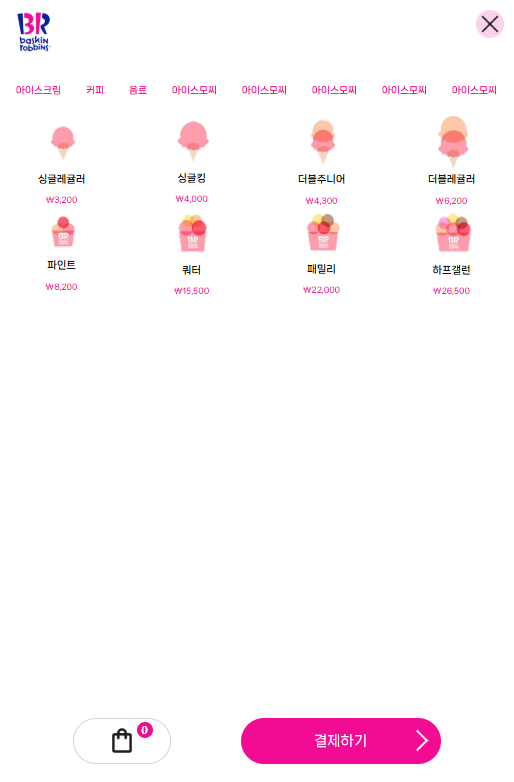 BR
baskin
robbins
아이스크림 커피 음료 아이스모찌 아이스모찌 아이스모찌 아이스모찌 아이스모찌
싱글레귤러 싱글킹 더블주니어 더블레귤러
₩3,200 ₩4,000 ₩4,300 ₩6,200
파인트 쿼터 패밀리 하프갤런
₩8,200 ₩15,500 ₩22,000 ₩26,500
0
결제하기